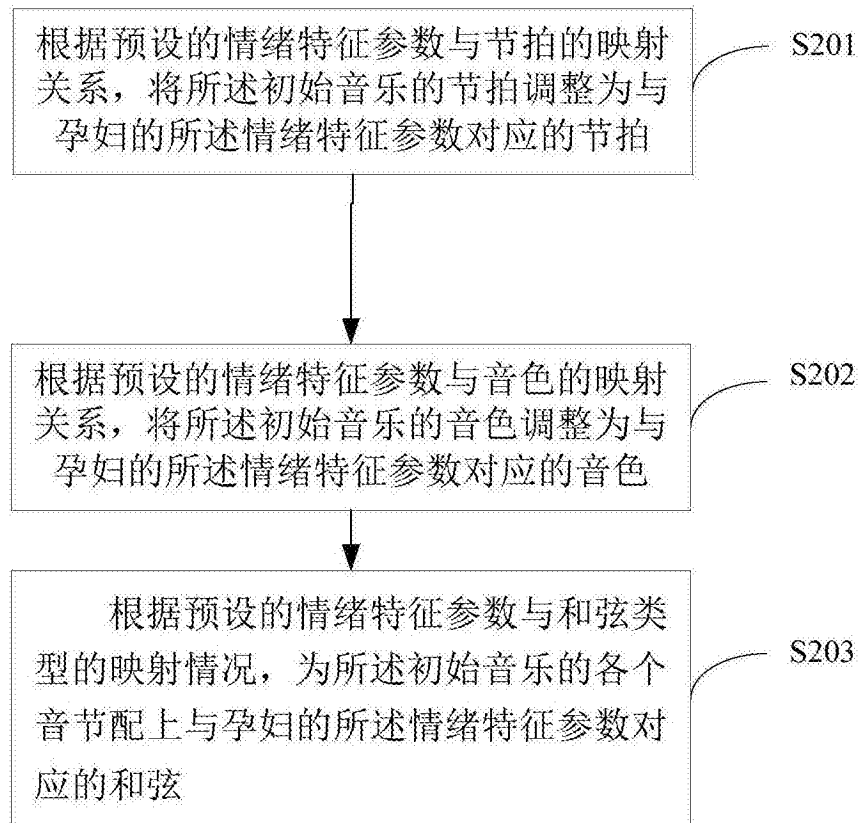 根据预设的情绪特征参数与节拍的映射
关系，将所述初始音乐的节拍调整为与
孕妇的所述情绪特征参数对应的节拍
S201
根据预设的情绪特征参数与音色的映射
关系，将所述初始音乐的音色调整为与
孕妇的所述情绪特征参数对应的音色
S202
根据预设的情绪特征参数与和弦类
型的映射情况，为所述初始音乐的各个
音节配上与孕妇的所述情绪特征参数对
应的和弦
S203